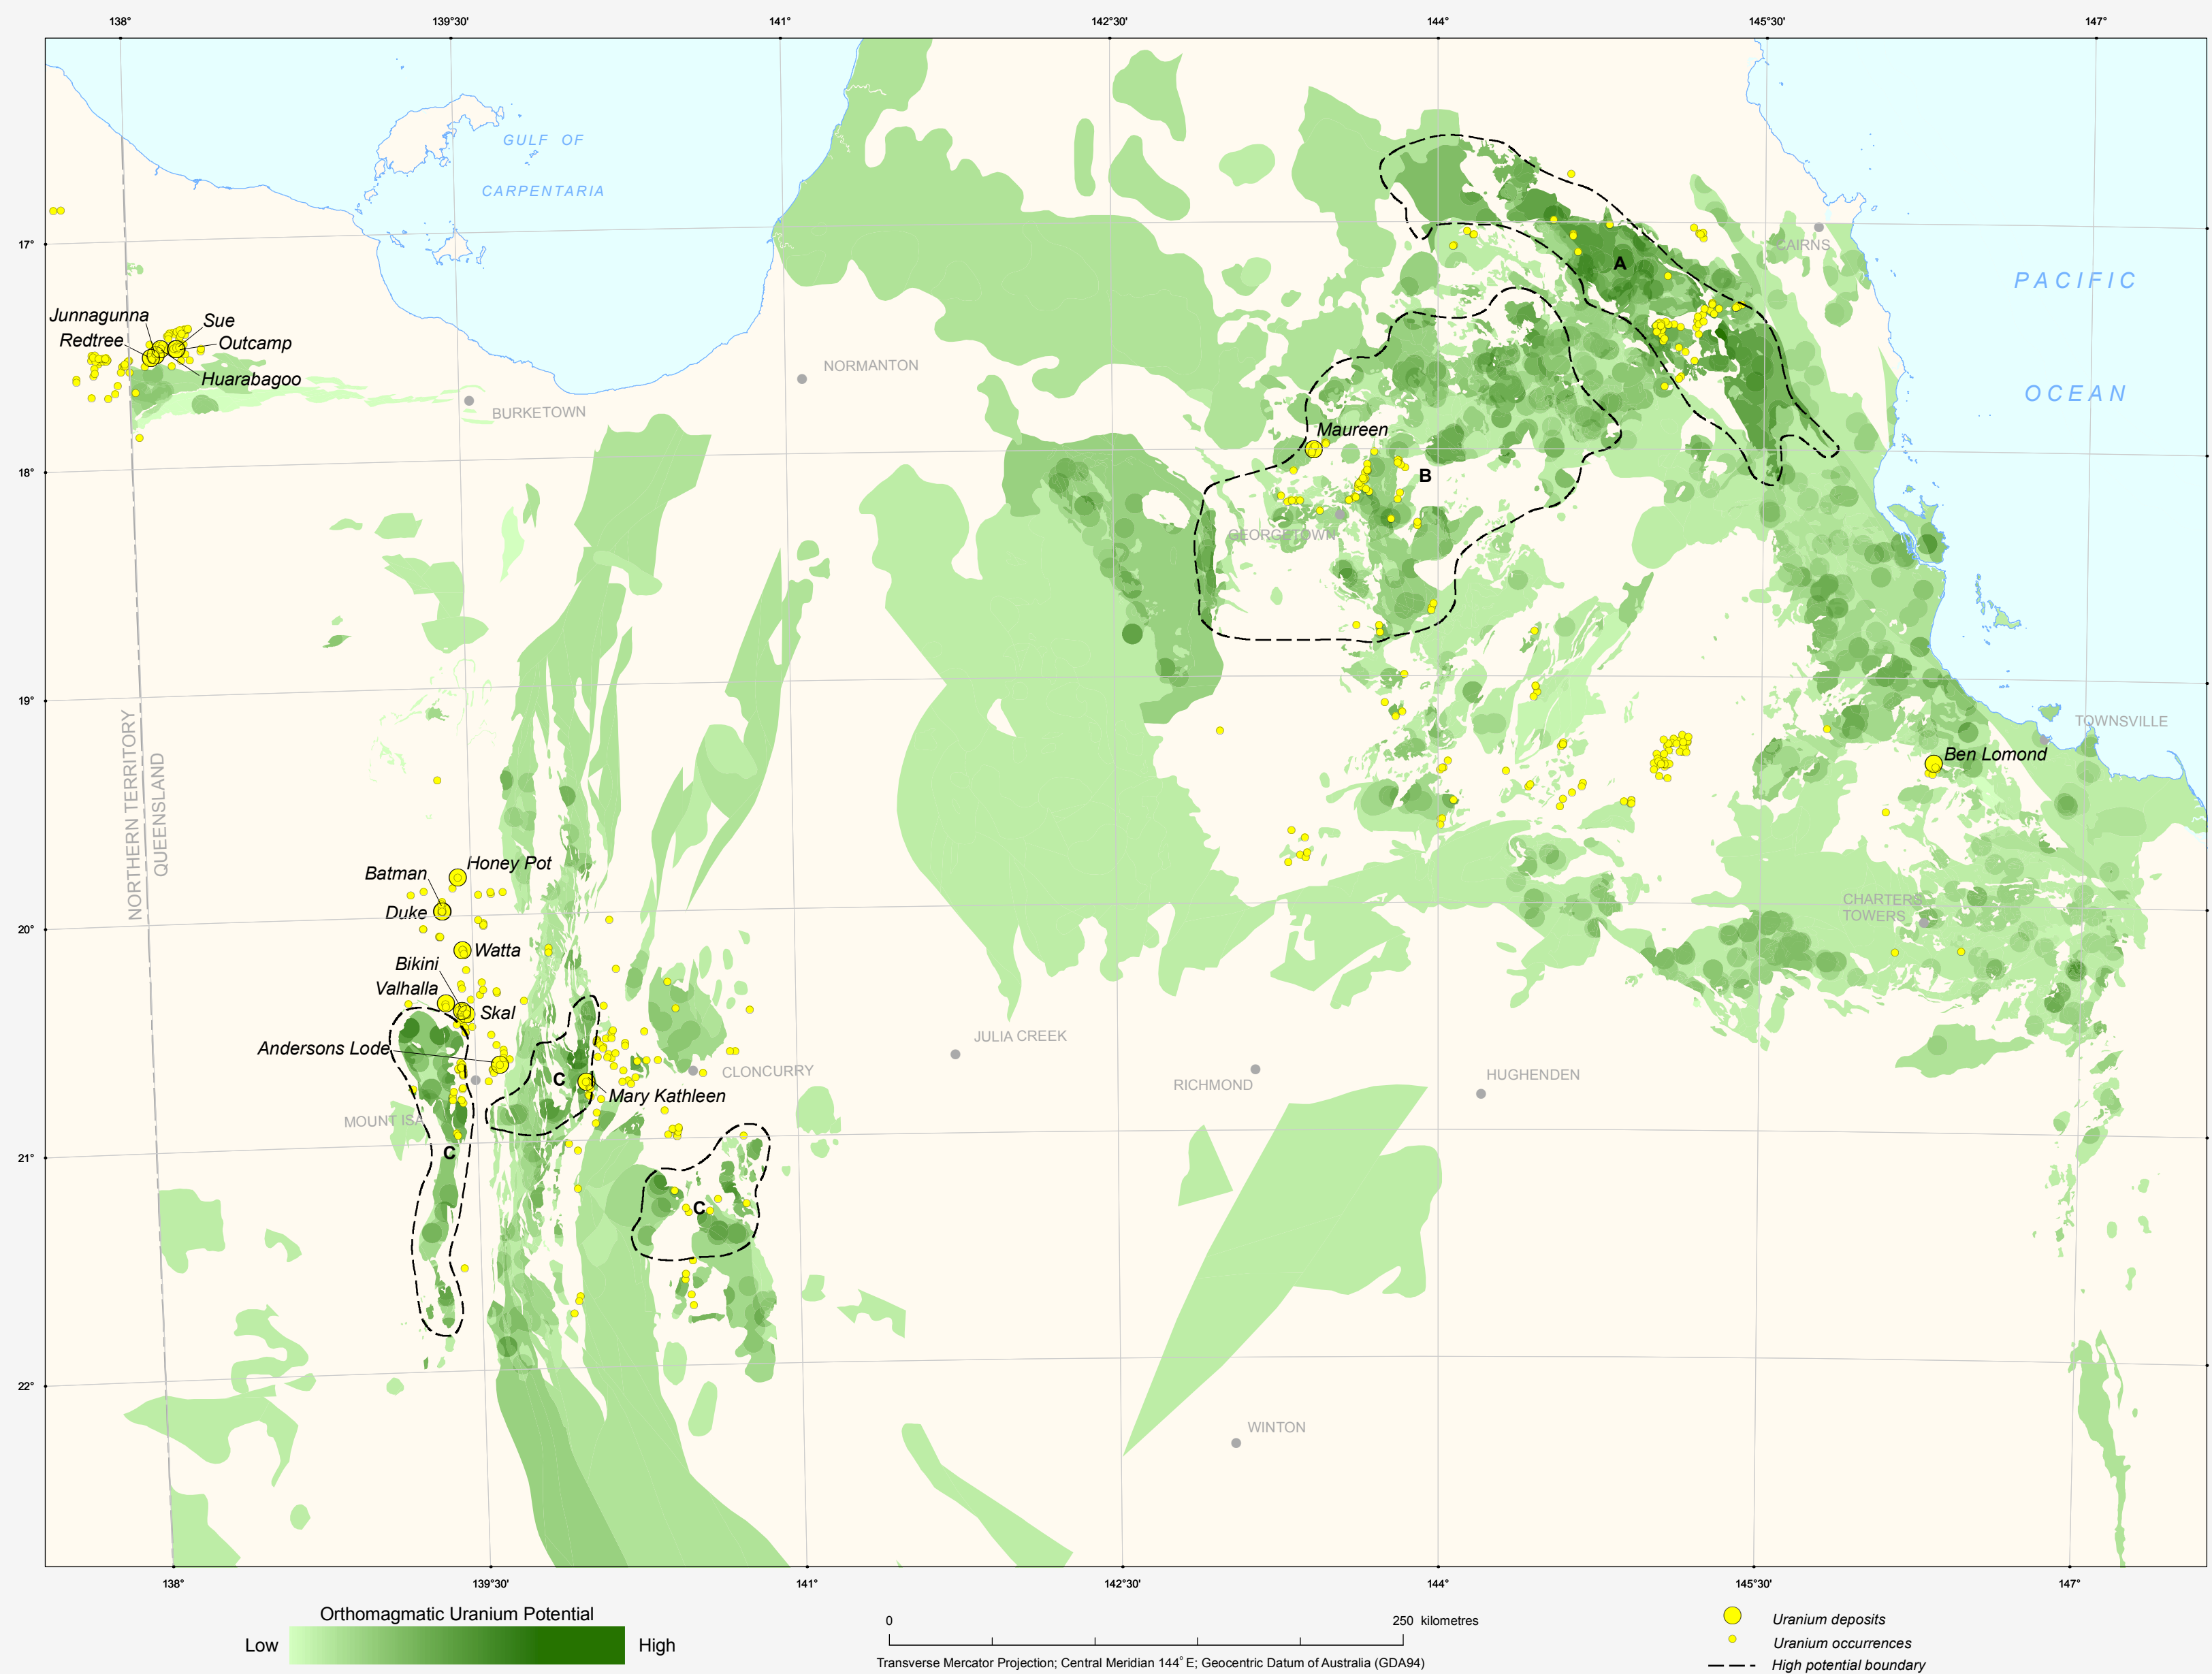 138°
139°30'
141°
142°30'
144°
145°30'
147°
GULF OF
CARPENTARIA
17°
CAIRNS
A
PACIFIC
OCEAN
Junnagunna
Sue
Redtree
Outcamp
Huarabagoo
NORMANTON
BURKETOWN
Maureen
18°
B
GEORGETOWN
19°
NORTHERN TERRITORY
QUEENSLAND
TOWNSVILLE
Ben Lomond
Honey Pot
Batman
Duke
CHARTERS
TOWERS
20°
Watta
Bikini
Valhalla
Skal
JULIA CREEK
Andersons Lode
C
CLONCURRY
RICHMOND
HUGHENDEN
Mary Kathleen
MOUNT ISA
21°
C
C
22°
WINTON
138°
139°30'
141°
142°30'
144°
145°30'
147°
Orthomagmatic Uranium Potential
Low
High
0
250 kilometres
Transverse Mercator Projection; Central Meridian 144° E; Geocentric Datum of Australia (GDA94)
Uranium deposits
Uranium occurrences
High potential boundary